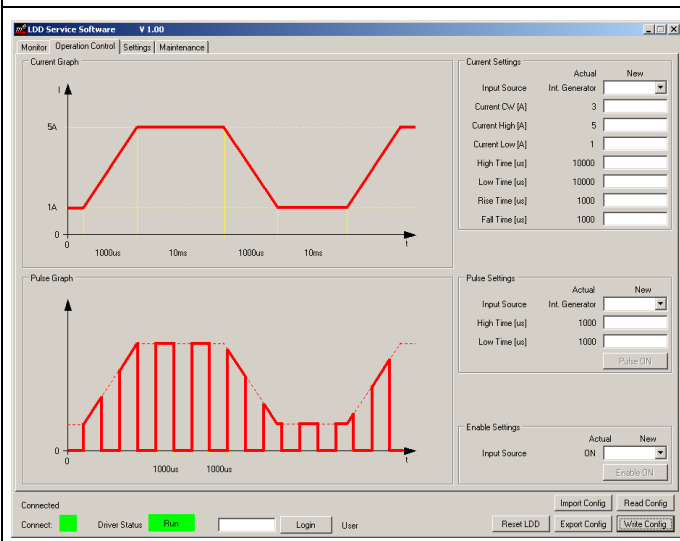 LDD Service Software V 1.00
Monitor Operation Control Settings Maintenance
Current Graph
I
5A
1A
0
0 1000us 10ms 1000us 10ms t
Current Settings
Actual New
Input Source Int. Generator
Current CW [A] 3
Current High [A] 5
Current Low [A] 1
High Time [us] 10000
Low Time [us] 10000
Rise Time [us] 1000
Fall Time [us] 1000
Pulse Graph
0
0 1000us 1000us t
Pulse Settings
Actual New
Input Source Int. Generator
High Time [us] 1000
Low Time [us] 1000
Pulse ON
Enable Settings
Actual New
Input Source ON
Enable ON
Connected
Import Config Read Config
Connect: Driver Status Run Login User Reset LDD Export Config Write Config